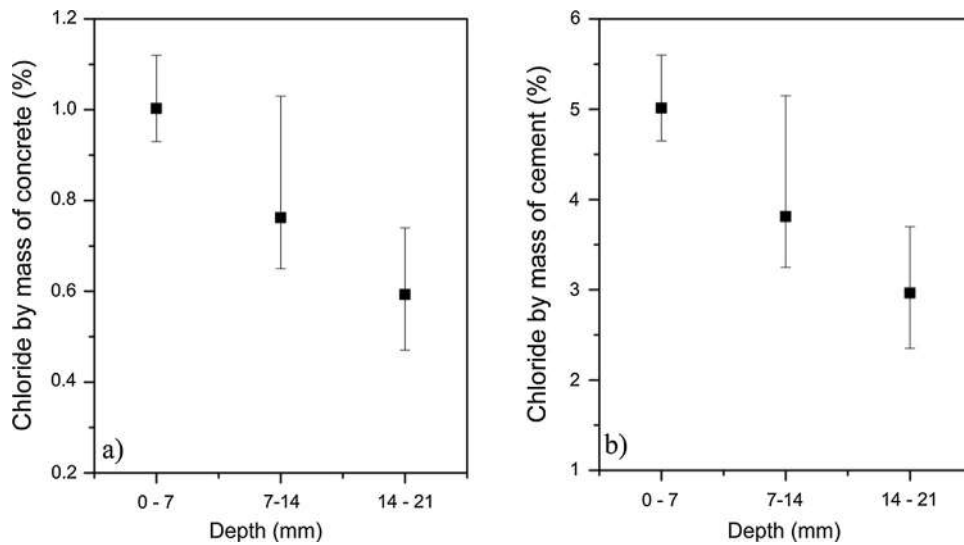 Chloride by mass of concrete (%)
1.2
1.0
0.8
0.6
0.4
0.2
a)
0 - 7
7-14
14 - 21
Depth (mm)
Chloride by mass of cement (%)
6
5
4
3
2
1
b)
0 - 7
7-14
14 - 21
Depth (mm)